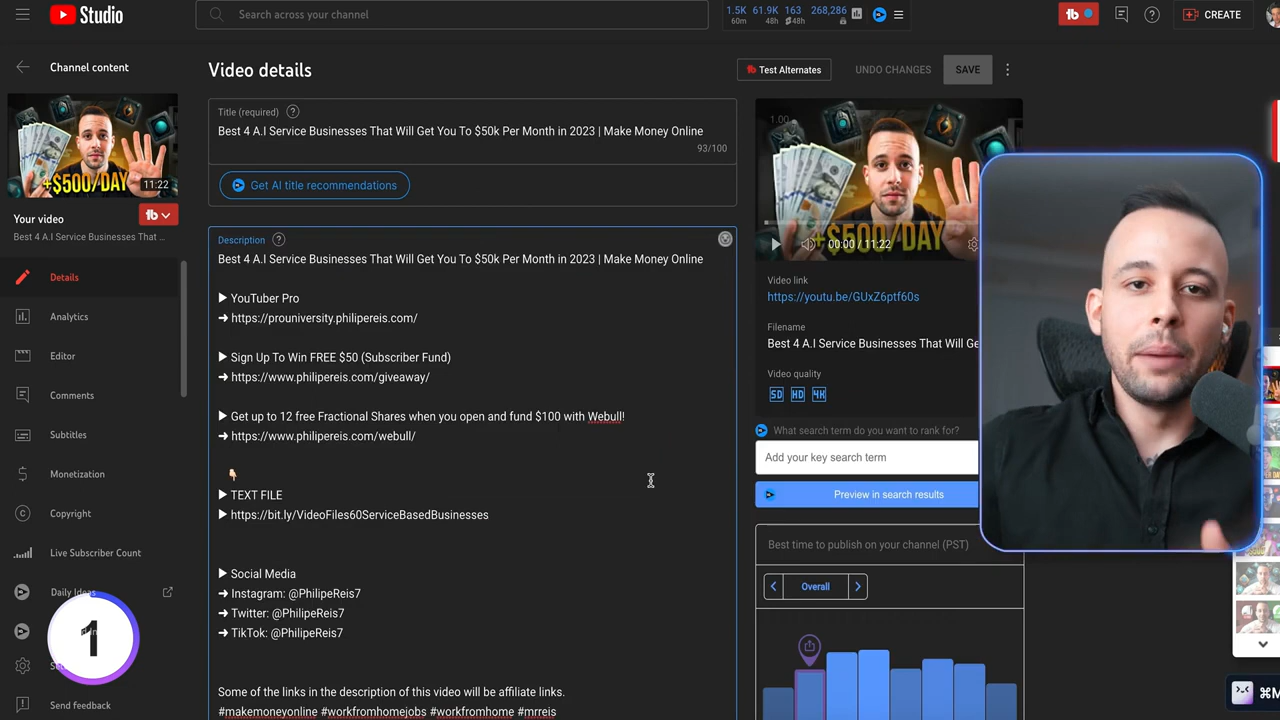 Studio
Search across your channel
1.5K 61.9K 163 268,286
60m 48h 48h
tb
CREATE
Channel content
Video details
Test Alternates
UNDO CHANGES
SAVE
+$500/DAY
11:22
Your video
tb
Best 4 A.I Service Businesses That ...
Details
Analytics
Editor
Comments
Subtitles
Monetization
Copyright
Live Subscriber Count
Daily Ideas
1
Send feedback
Title (required)
Best 4 A.I Service Businesses That Will Get You To $50k Per Month in 2023 | Make Money Online
93/100
Get AI title recommendations
Description
Best 4 A.I Service Businesses That Will Get You To $50k Per Month in 2023 | Make Money Online
▶ YouTuber Pro
➜ https://prouniversity.philipereis.com/
▶ Sign Up To Win FREE $50 (Subscriber Fund)
➜ https://www.philipereis.com/giveaway/
▶ Get up to 12 free Fractional Shares when you open and fund $100 with Webull!
➜ https://www.philipereis.com/webull/
👇🏻
▶ TEXT FILE
▶ https://bit.ly/VideoFiles60ServiceBasedBusinesses
▶ Social Media
➜ Instagram: @PhilipeReis7
➜ Twitter: @PhilipeReis7
➜ TikTok: @PhilipeReis7
Some of the links in the description of this video will be affiliate links.
#makemoneyonline #workfromhomejobs #workfromhome #mrreis
1.00
+$500/DAY
00:00 / 11:22
Video link
https://youtu.be/GUxZ6ptf60s
Filename
Best 4 A.I Service Businesses That Will Ge
Video quality
SD HD 4K
What search term do you want to rank for?
Add your key search term
Preview in search results
Best time to publish on your channel (PST)
Overall
⌘M